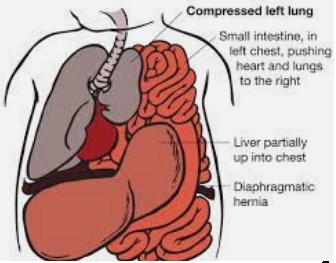 Compressed left lung
Small intestine, in
left chest, pushing
heart and lungs
to the right
Liver partially
up into chest
Diaphragmatic
hernia